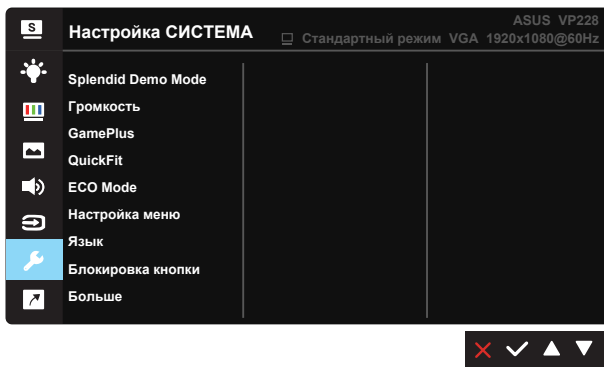 S
Настройка СИСТЕМА
ASUS VP228
Стандартный режим VGA 1920x1080@60Hz
Splendid Demo Mode
Громкость
GamePlus
QuickFit
ECO Mode
Настройка меню
Язык
Блокировка кнопки
Больше